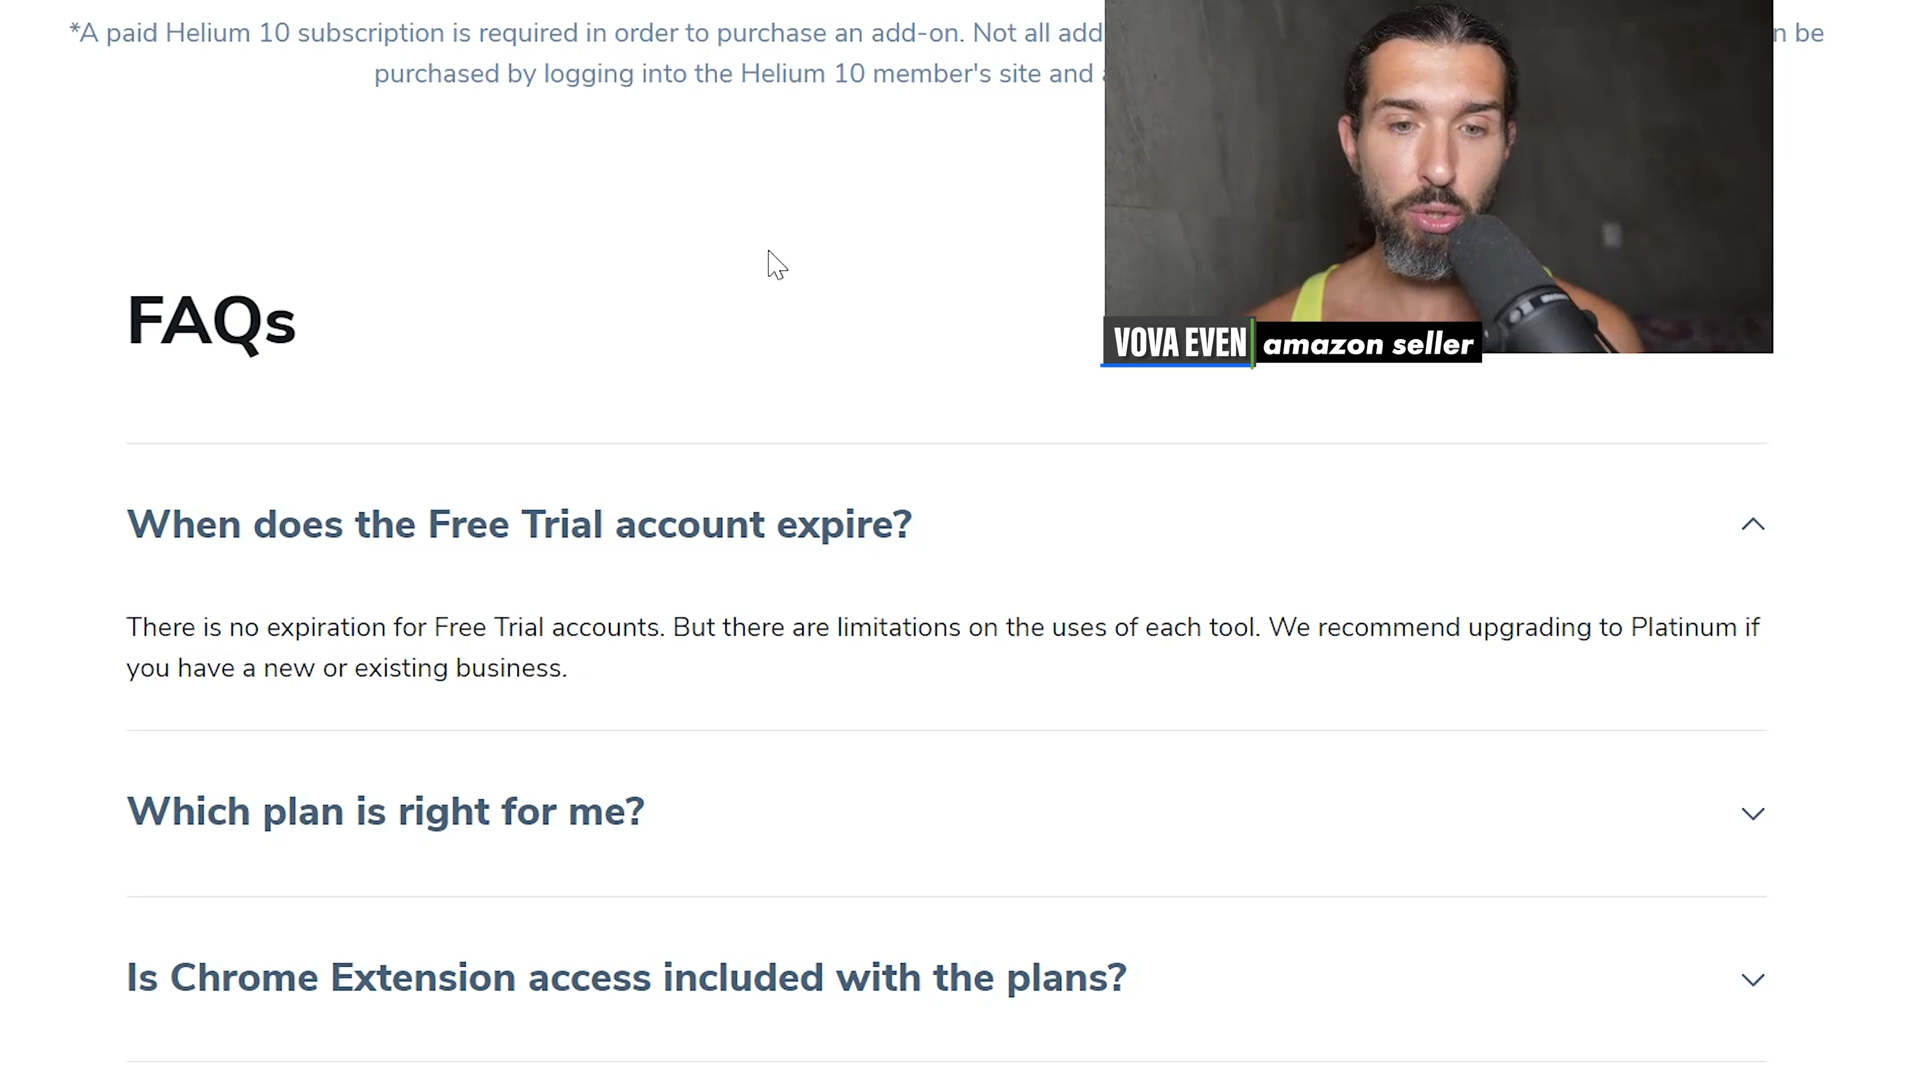 *A paid Helium 10 subscription is required in order to purchase an add-on. Not all add n be
purchased by logging into the Helium 10 member's site and
VOVA EVEN amazon seller
FAQs
When does the Free Trial account expire?
There is no expiration for Free Trial accounts. But there are limitations on the uses of each tool. We recommend upgrading to Platinum if
you have a new or existing business.
Which plan is right for me?
Is Chrome Extension access included with the plans?